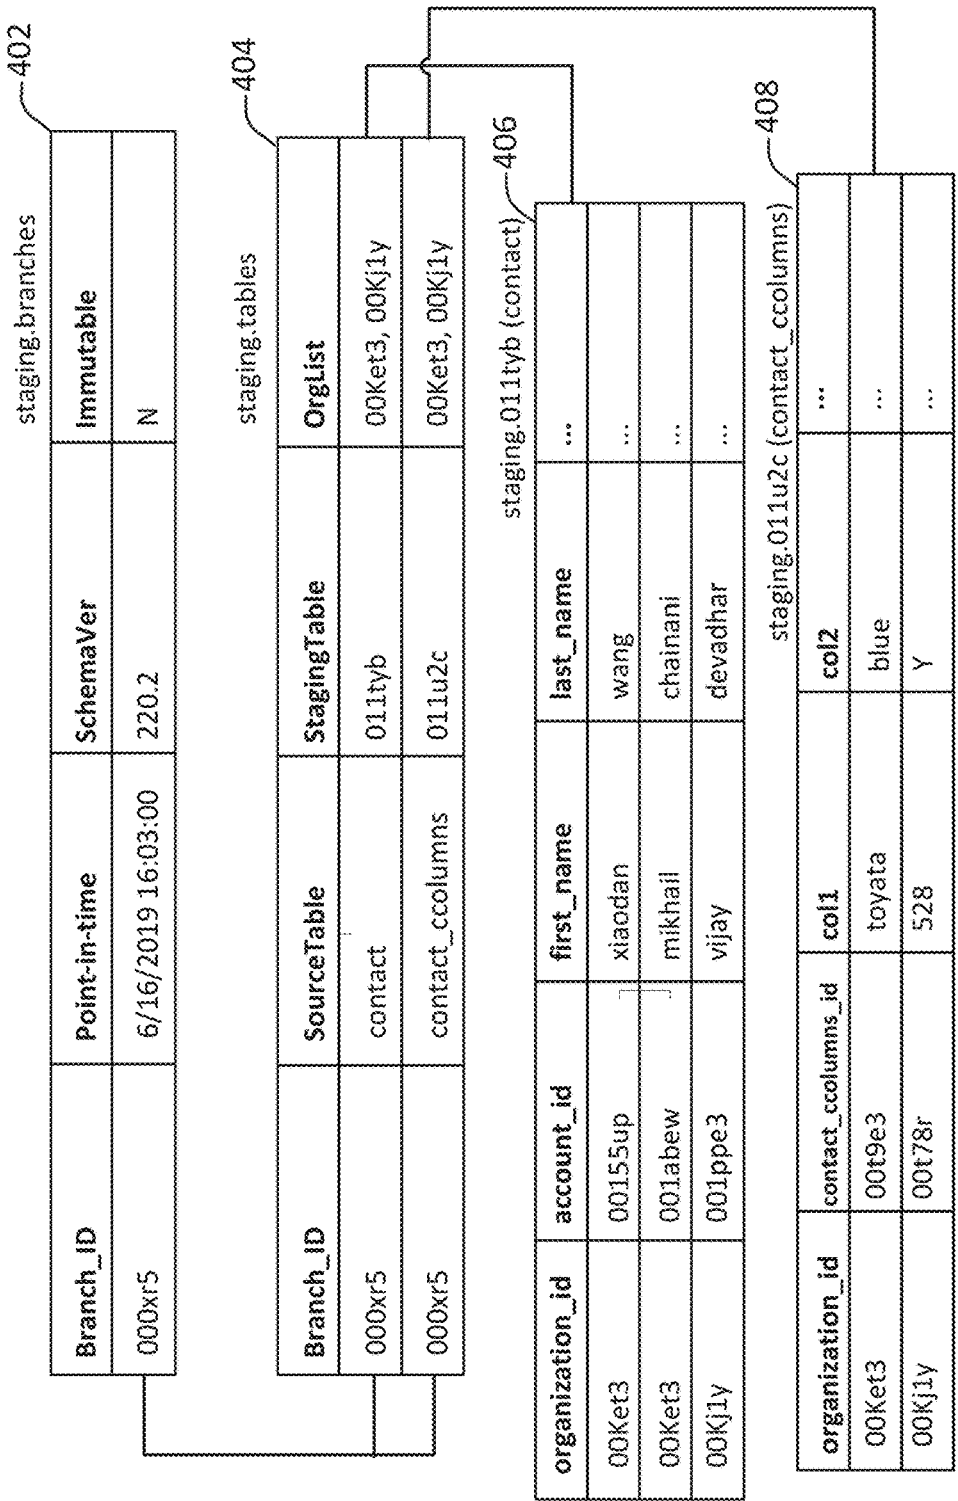 staging.branches 402
Branch_ID Point-in-time SchemaVer Immutable
000xr5 6/16/2019 16:03:00 220.2 N
staging.tables 404
Branch_ID SourceTable StagingTable OrgList
000xr5 contact 011tyb 00Ket3, 00Kj1y
000xr5 contact_ccolumns 011u2c 00Ket3, 00Kj1y
staging.011tyb (contact) 406
organization_id account_id first_name last_name ...
00Ket3 00155up xiaodan wang ...
00Ket3 001abew mikhail chainani ...
00Kj1y 001ppe3 vijay devadhar ...
staging.011u2c (contact_ccolumns) 408
organization_id contact_ccolumns_id col1 col2 ...
00Ket3 00t9e3 toyata blue ...
00Kj1y 00t78r 528 Y ...